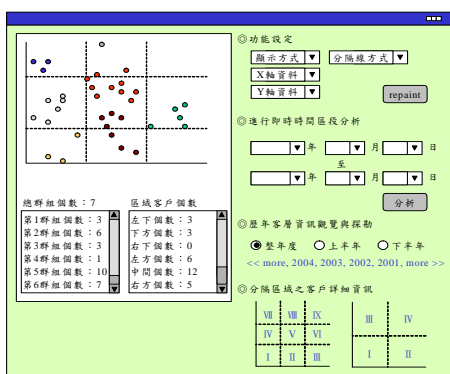 ◎功能設定
顯示方式 ▼ 分隔線方式 ▼
X軸資料 ▼
Y軸資料 ▼
repaint
◎進行即時時間區段分析
▼ 年 ▼ 月 ▼ 日
至
▼ 年 ▼ 月 ▼ 日
分析
◎歷年客層資訊觀覽與探勘
整年度 上半年 下半年
<< more, 2004, 2003, 2002, 2001, more >>
◎分隔區域之客戶詳細資訊
VII VIII IX
IV V VI
I II III
III IV
I II
總群組個數：7
第1群組個數：3
第2群組個數：6
第3群組個數：3
第4群組個數：1
第5群組個數：10
第6群組個數：7
區域客戶個數
左下個數：3
下方個數：3
右下個數：0
左方個數：6
中間個數：12
右方個數：5